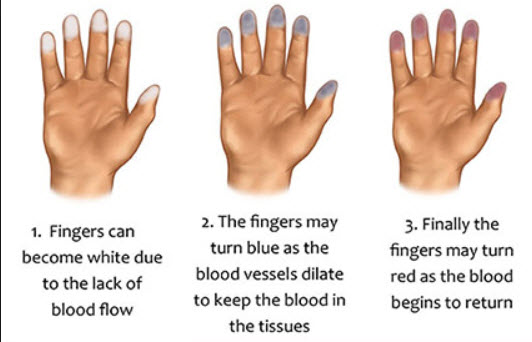 1. Fingers can
become white due
to the lack of
blood flow
2. The fingers may
turn blue as the
blood vessels dilate
to keep the blood in
the tissues
3. Finally the
fingers may turn
red as the blood
begins to return